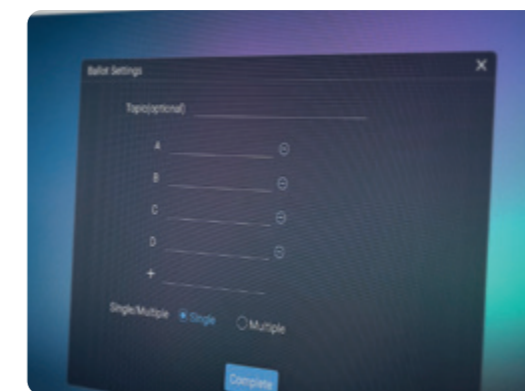 Ballot Settings
Topic(optional)
A
B
C
D
+
Single/Multiple Single Multiple
Complete